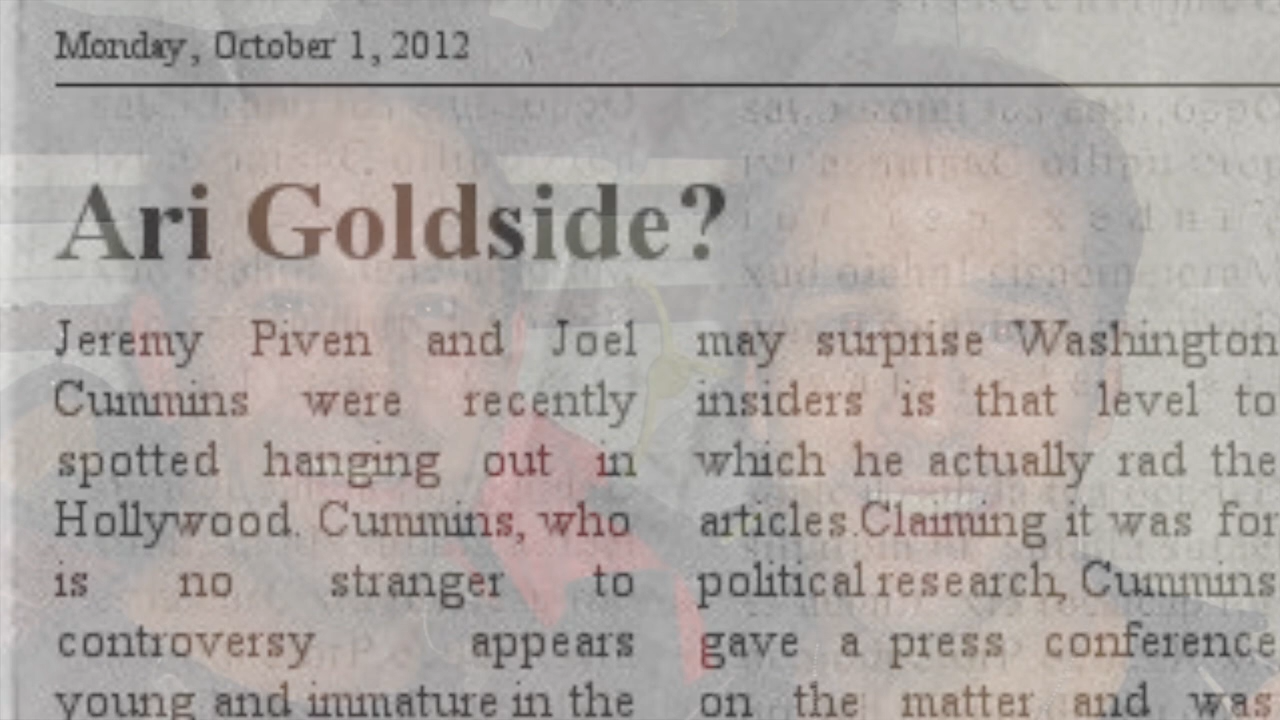 Monday, October 1, 2012
Ari Goldside?
Jeremy Piven and Joel
Cummins were recently
spotted hanging out in
Hollywood. Cummins, who
is no stranger to
controversy appears
young and immature in the
may surprise Washington
insiders is that level to
which he actually rad the
articles.Claiming it was for
political research, Cummins
gave a press conference
on the matter and was